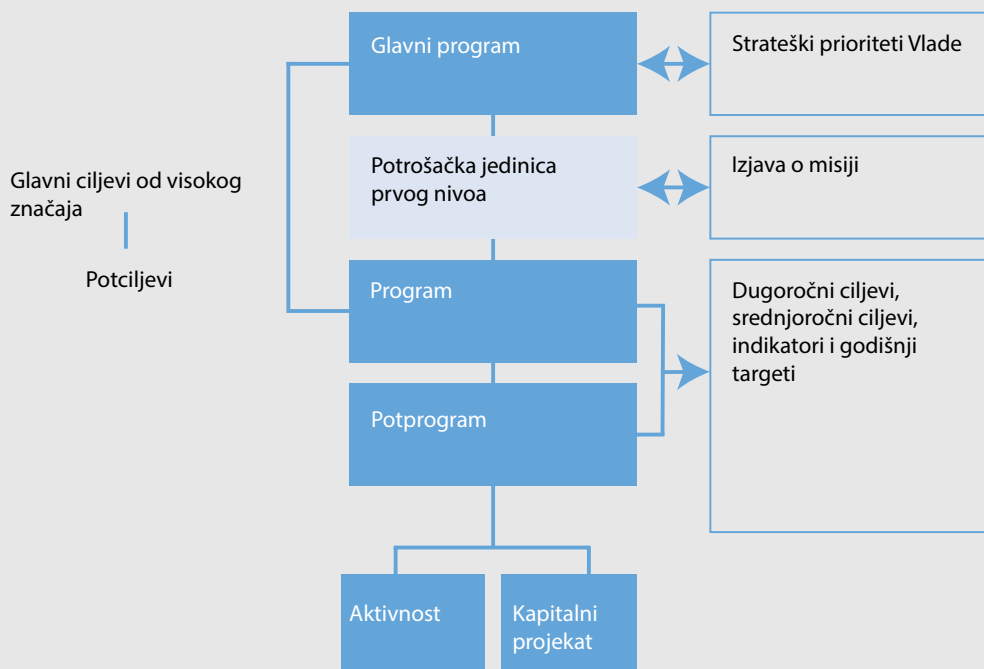 Glavni program
Strateški prioriteti Vlade
Potrošačka jedinica
prvog nivoa
Izjava o misiji
Glavni ciljevi od visokog
značaja
Potciljevi
Program
Dugoročni ciljevi,
srednjoročni ciljevi,
indikatori i godišnji
targeti
Potprogram
Aktivnost
Kapitalni
projekat